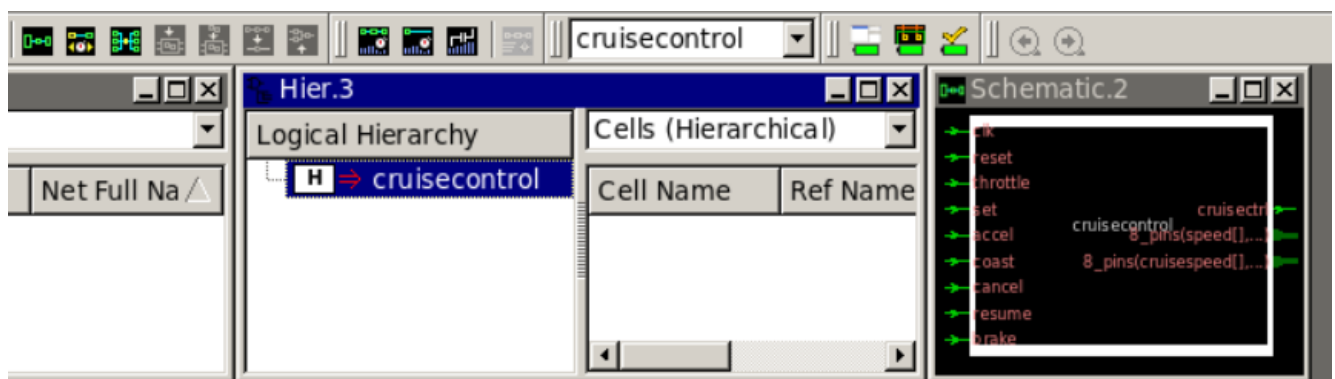 cruisecontrol
Hier.3
Schematic.2
Logical Hierarchy
Cells (Hierarchical)
H cruisecontrol
Net Full Na
Cell Name
Ref Name
clk
reset
throttle
set
accel
coast
cancel
resume
brake
cruisecontrol
cruisectrl
8_pins(speed[],...)
8_pins(cruisespeed[],...)